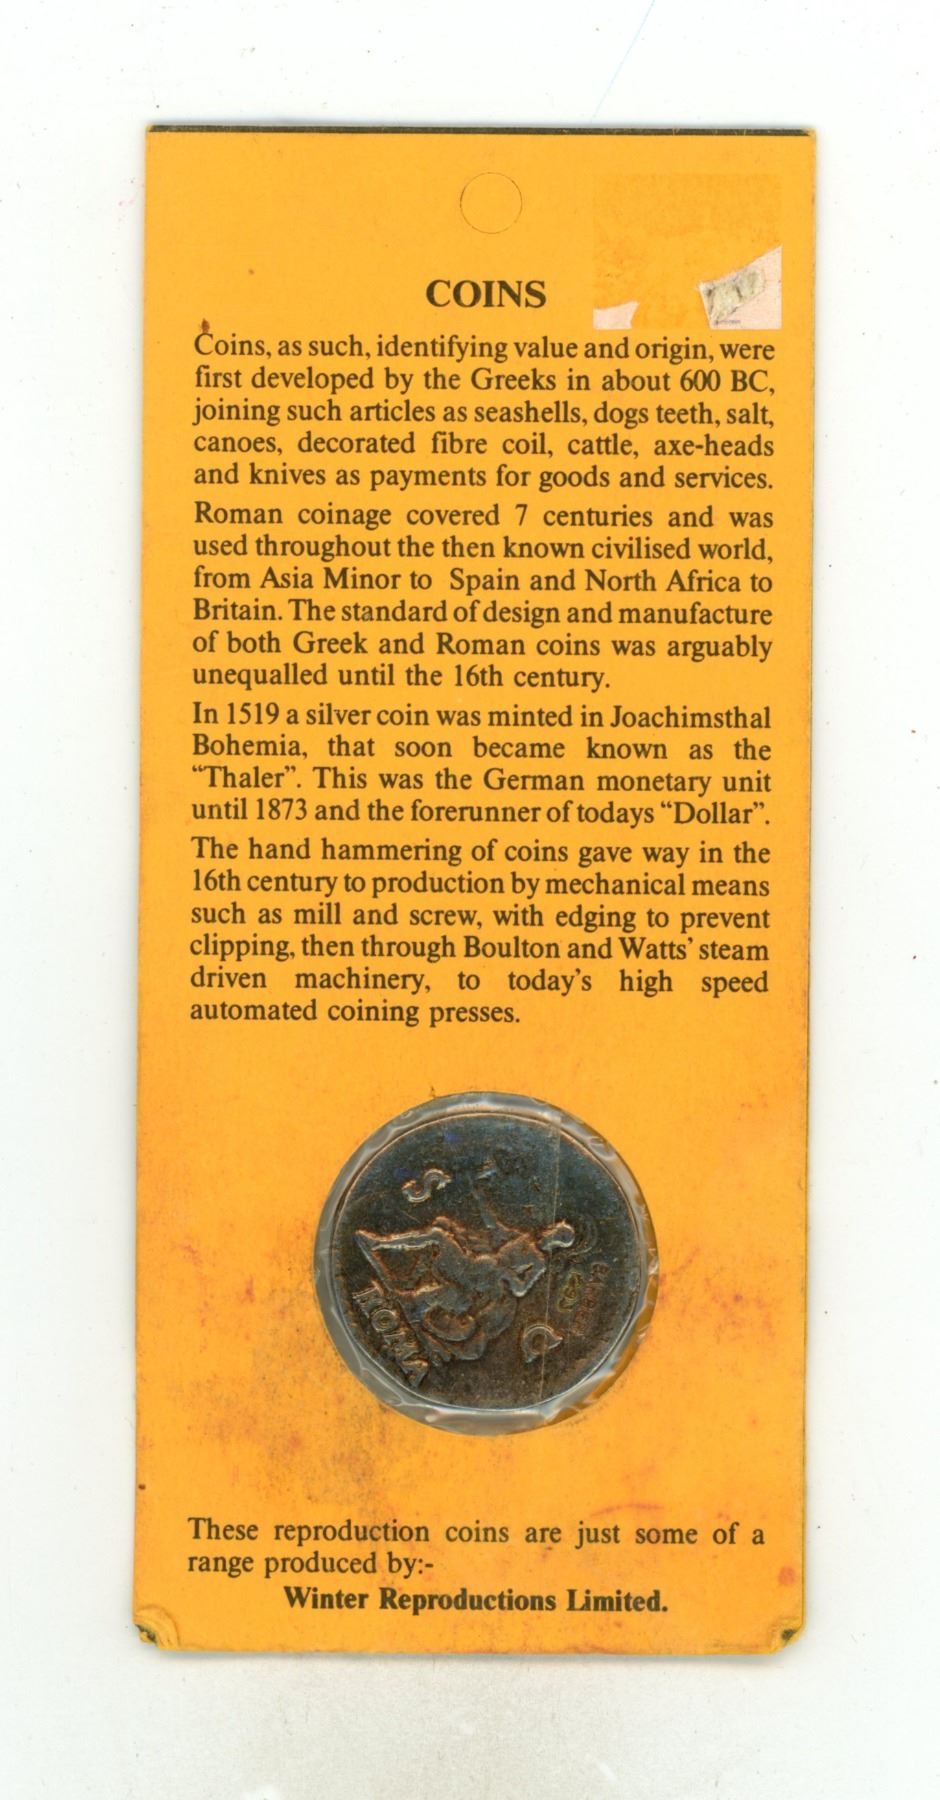 COINS
Coins, as such, identifying value and origin, were
first developed by the Greeks in about 600 BC,
joining such articles as seashells, dogs teeth, salt,
canoes, decorated fibre coil, cattle, axe-heads
and knives as payments for goods and services.
Roman coinage covered 7 centuries and was
used throughout the then known civilised world,
from Asia Minor to Spain and North Africa to
Britain. The standard of design and manufacture
of both Greek and Roman coins was arguably
unequalled until the 16th century.
In 1519 a silver coin was minted in Joachimsthal
Bohemia, that soon became known as the
“Thaler”. This was the German monetary unit
until 1873 and the forerunner of todays “Dollar”.
The hand hammering of coins gave way in the
16th century to production by mechanical means
such as mill and screw, with edging to prevent
clipping, then through Boulton and Watts’ steam
driven machinery, to today’s high speed
automated coining presses.
S
C
ROMA
These reproduction coins are just some of a
range produced by:-
Winter Reproductions Limited.